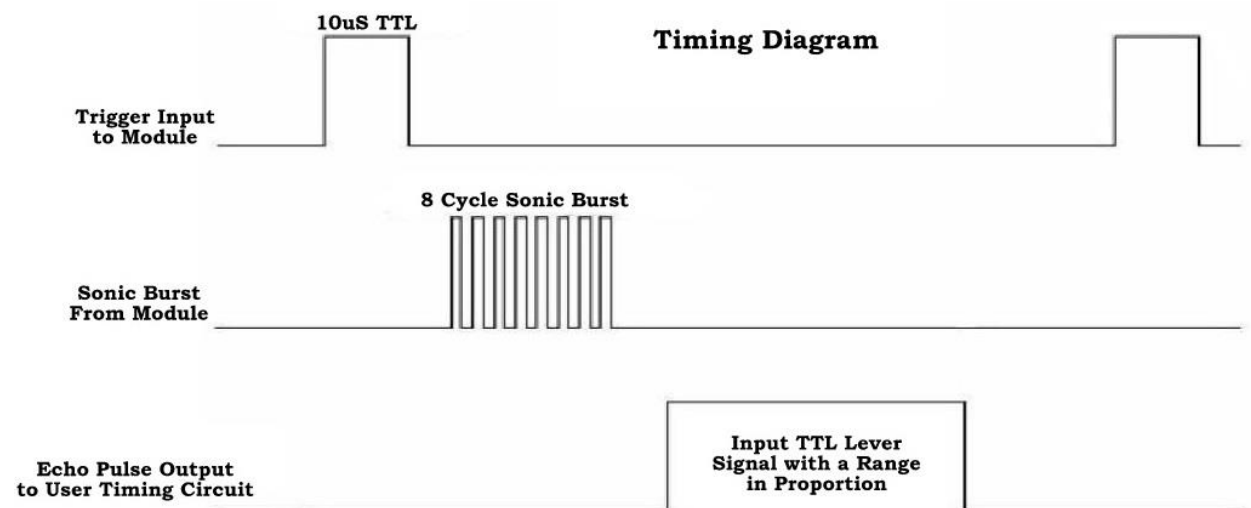 10uS TTL
Timing Diagram
Trigger Input
to Module
8 Cycle Sonic Burst
Sonic Burst
From Module
Input TTL Lever
Signal with a Range
in Proportion
Echo Pulse Output
to User Timing Circuit